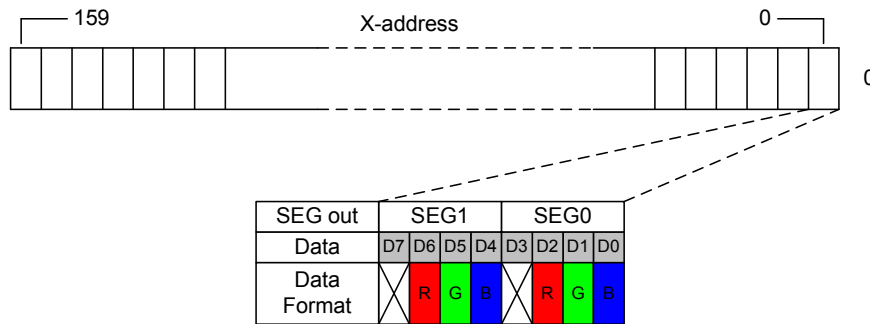 159 X-address 0
0
SEG out SEG1 SEG0
Data D7 D6 D5 D4 D3 D2 D1 D0
Data Format R G B R G B